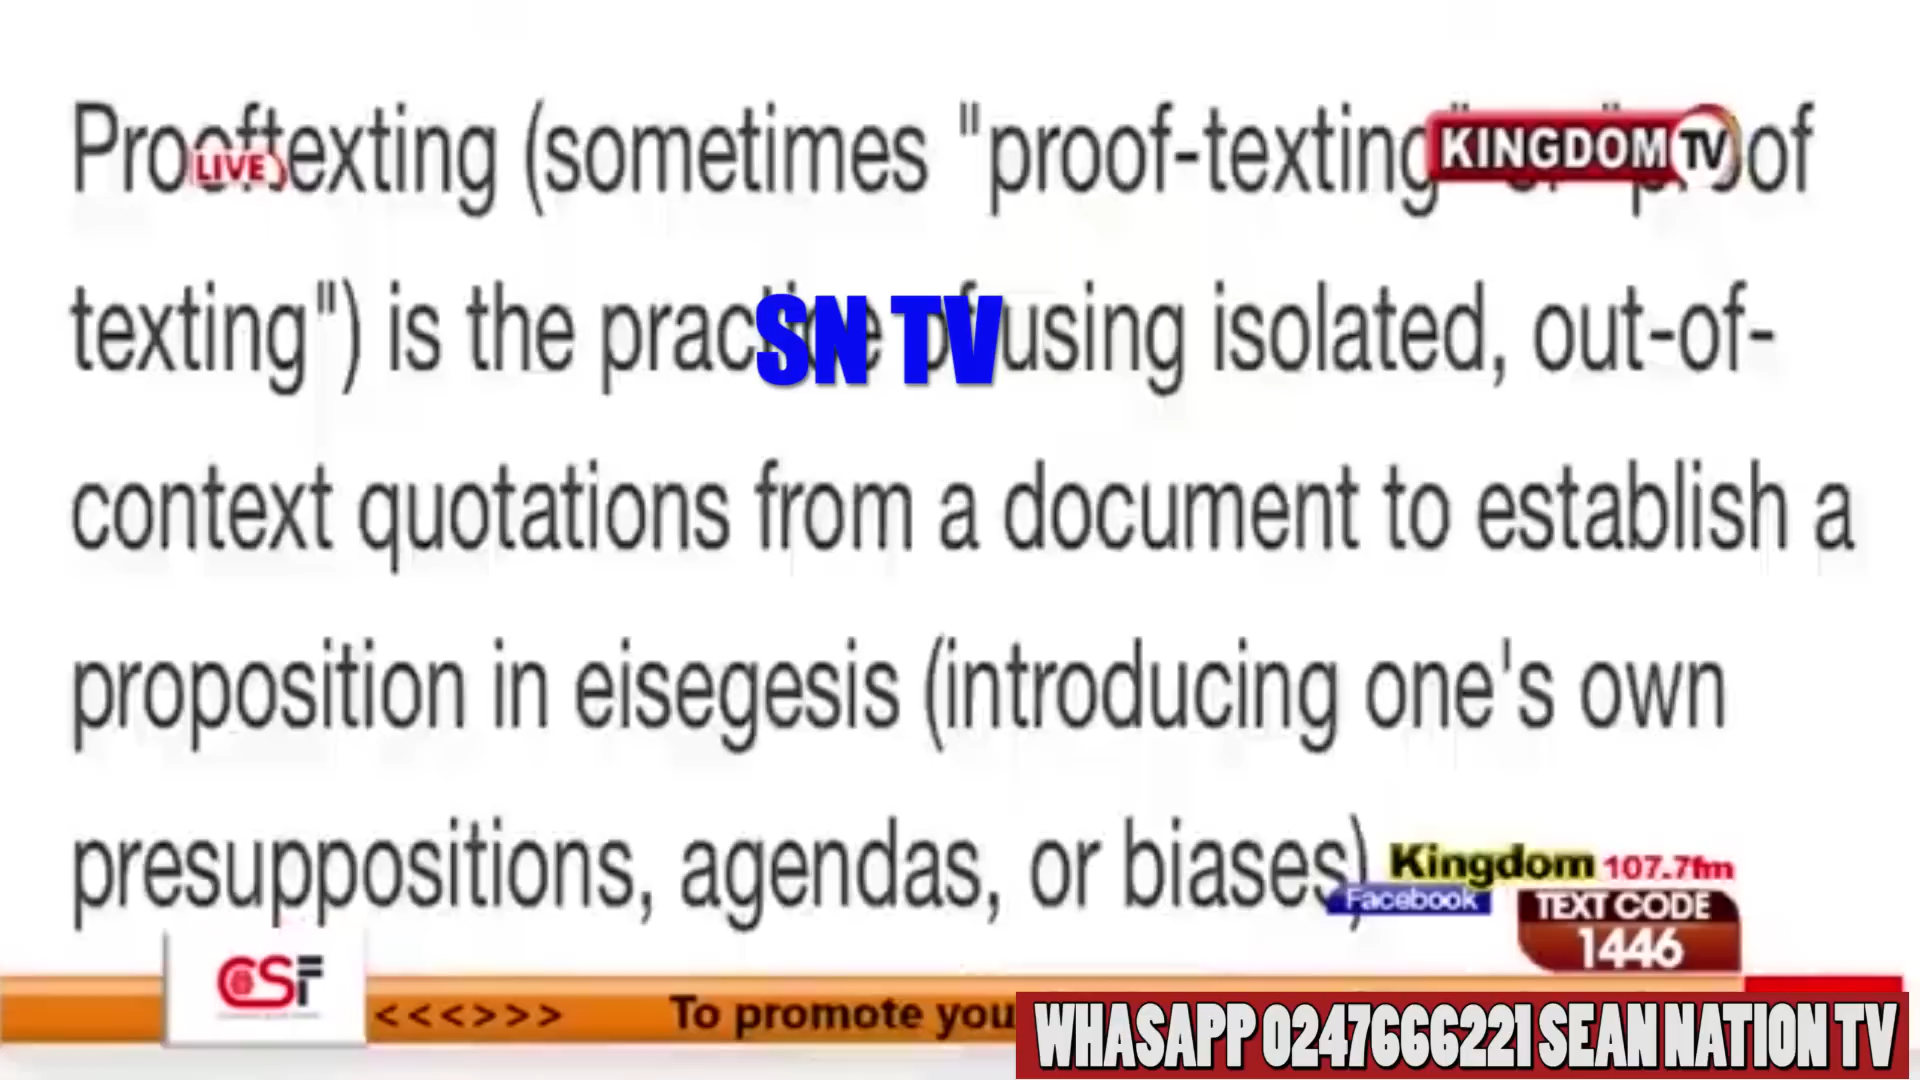 Prooftexting (sometimes "proof-texting" or "proof
LIVE
KINGDOM TV
texting") is the practice of using isolated, out-of-
SN TV
context quotations from a document to establish a
proposition in eisegesis (introducing one's own
presuppositions, agendas, or biases)
Kingdom 107.7fm
Facebook
TEXT CODE
1446
CSF
<<<>>> To promote you
WHASAPP 0247666221 SEAN NATION TV